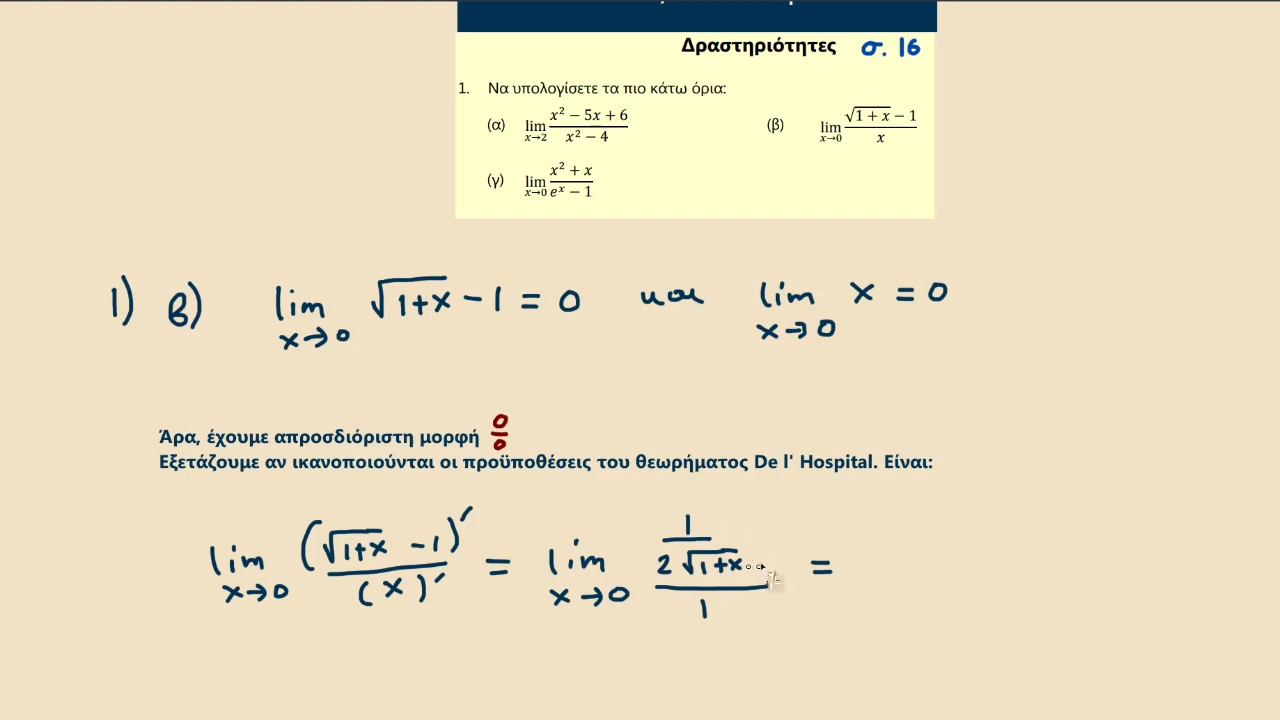 Δραστηριότητες σ. 16
1. Να υπολογίσετε τα πιο κάτω όρια:
(α) lim x→2 (x² − 5x + 6)/(x² − 4) (β) lim x→0 (√(1 + x) − 1)/x
(γ) lim x→0 (x² + x)/(eˣ − 1)
1) β) lim x→0 √(1+x) − 1 = 0 και lim x→0 x = 0
Άρα, έχουμε απροσδιόριστη μορφή 0/0
Εξετάζουμε αν ικανοποιούνται οι προϋποθέσεις του θεωρήματος De l' Hospital. Είναι:
lim x→0 (√(1+x) − 1)′/(x)′ = lim x→0 (1/(2√(1+x)))/1 =